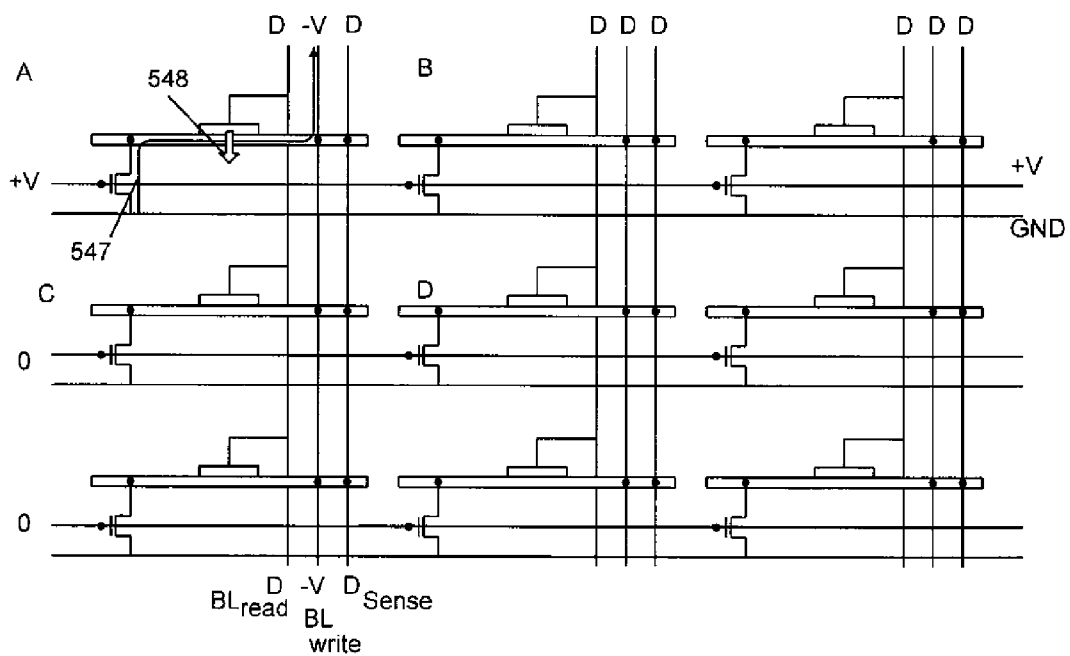 D -V D D D D D D D
A B
548
+V +V
547
GND
C D
0
0
D -V D
BLread Sense
BL
write